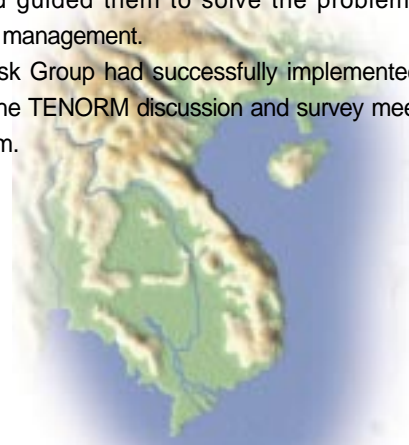 d guided them to solve the problem
management.
sk Group had successfully implemented
he TENORM discussion and survey mee
m.